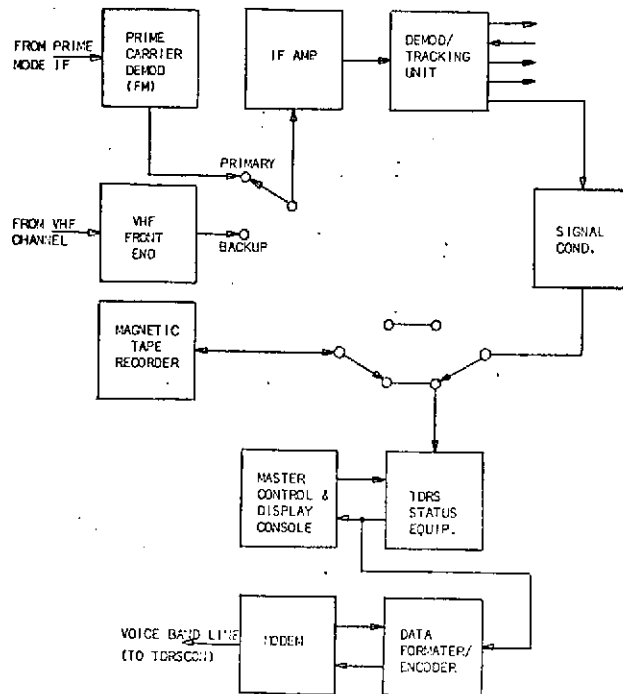 FROM PRIME
MODE IF
PRIME
CARRIER
DEMOD
(FM)
IF AMP
DEMOD/
TRACKING
UNIT
PRIMARY
FROM VHF
CHANNEL
VHF
FRONT
END
BACKUP
SIGNAL
COND.
MAGNETIC
TAPE
RECORDER
MASTER
CONTROL &
DISPLAY
CONSOLE
TDRS
STATUS
EQUIP.
VOICE BAND LINE
(TO TDRSCON)
MODEM
DATA
FORMATER/
ENCODER